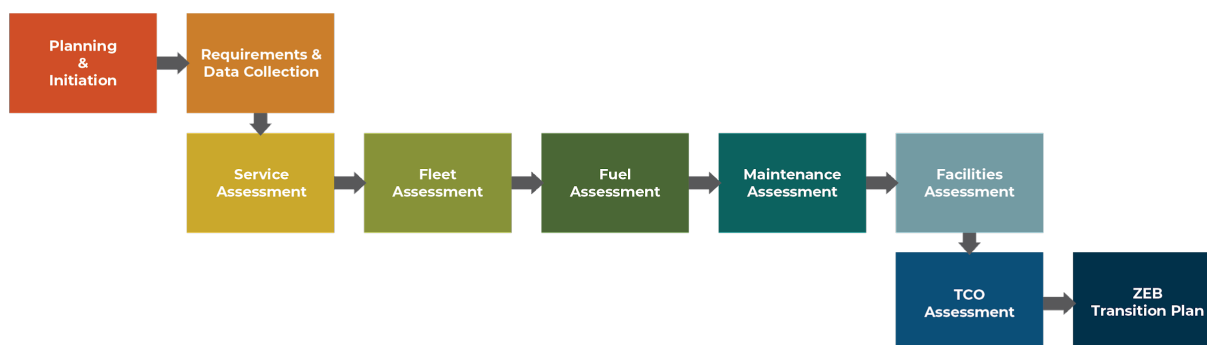 Planning
&
Initiation
Requirements &
Data Collection
Service
Assessment
Fleet
Assessment
Fuel
Assessment
Maintenance
Assessment
Facilities
Assessment
TCO
Assessment
ZEB
Transition Plan